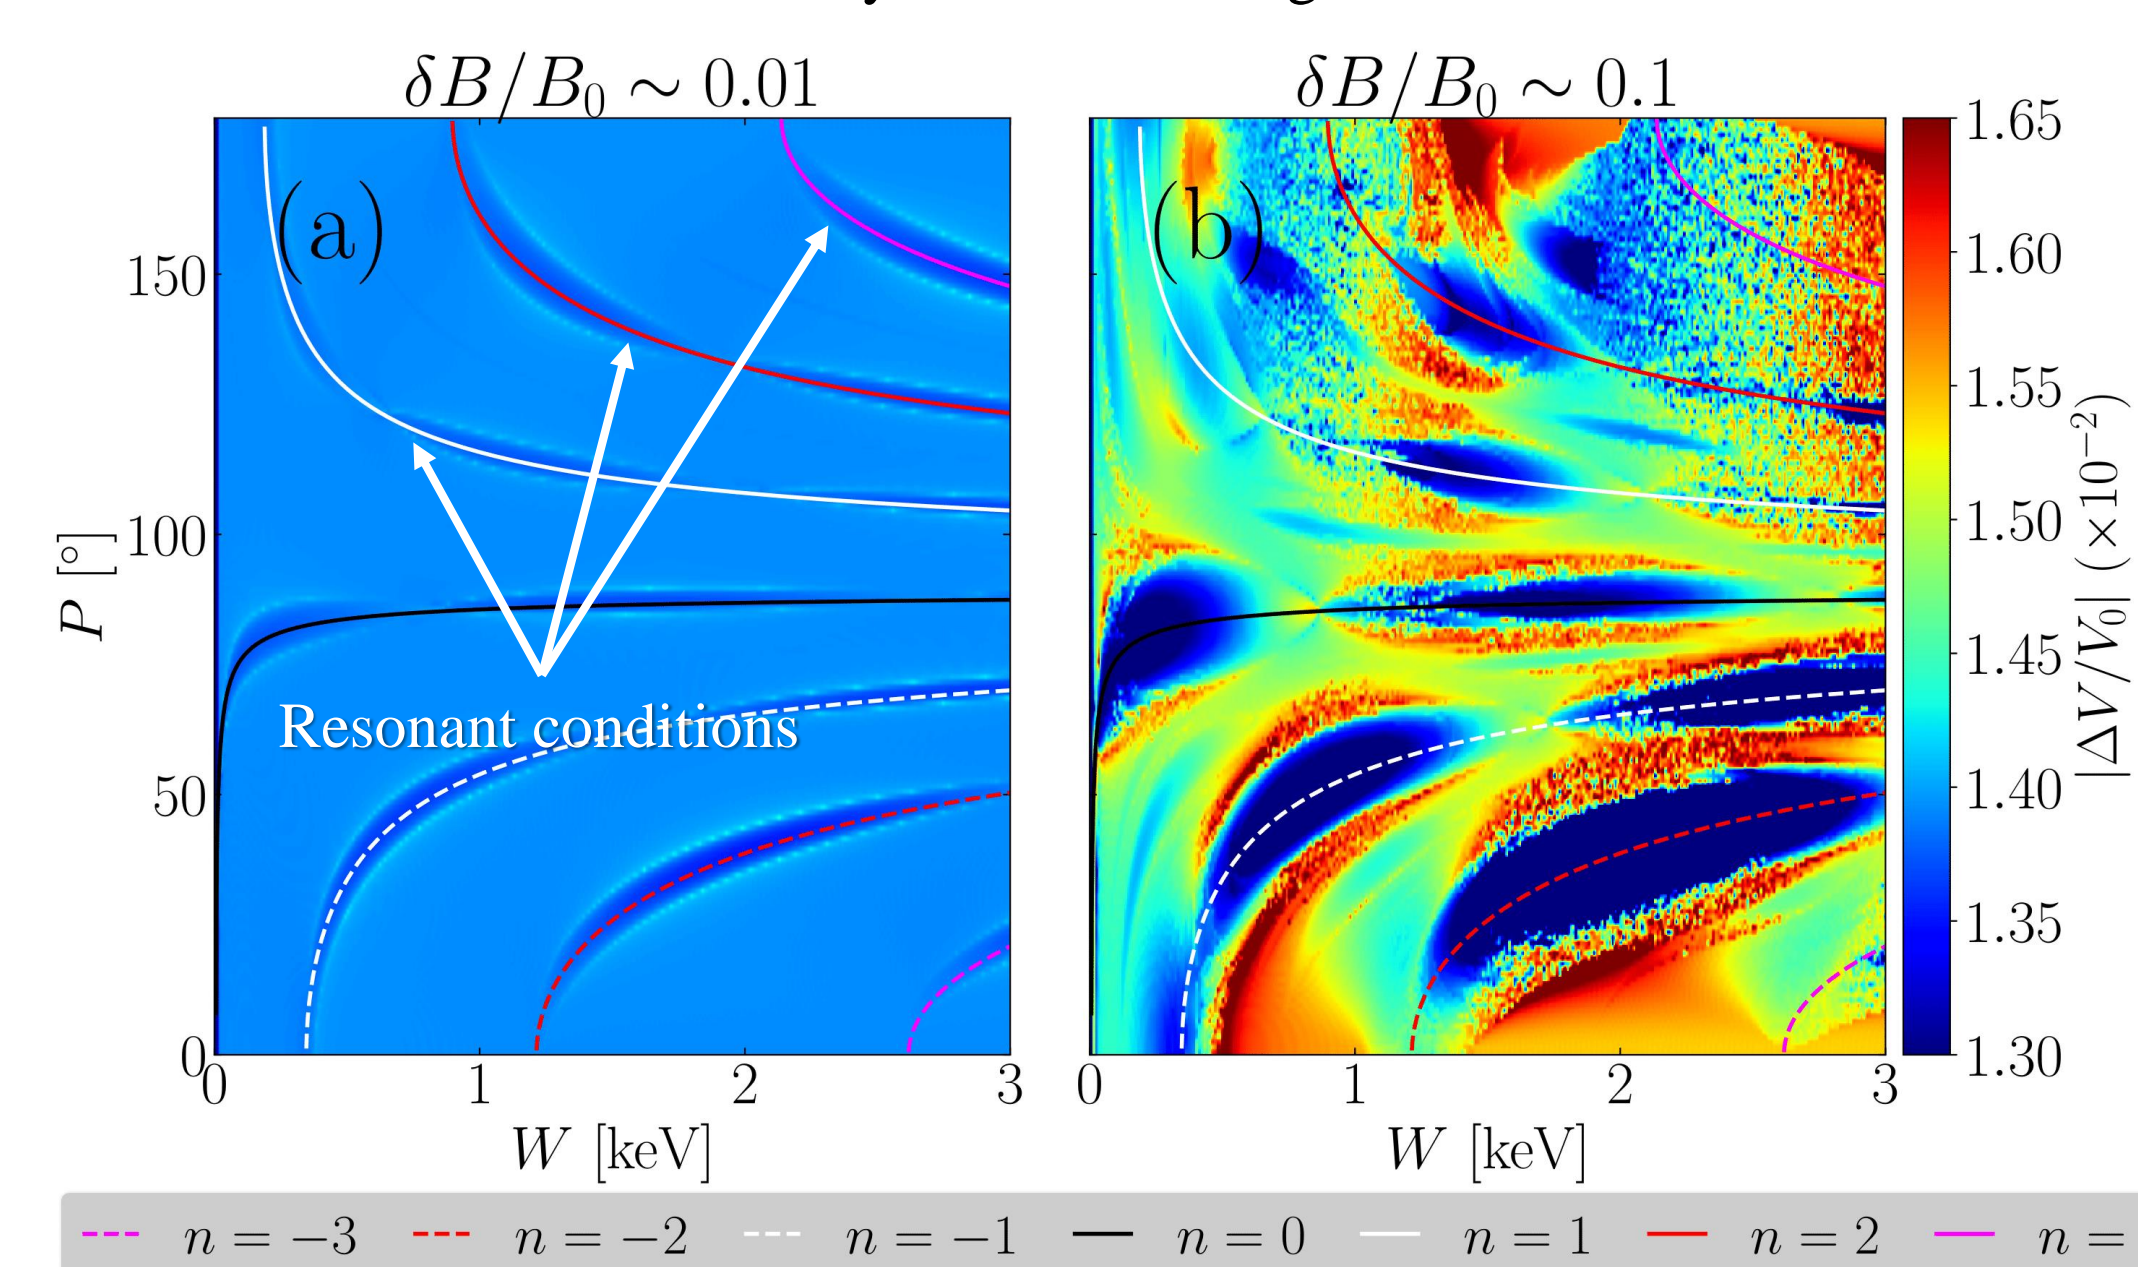 δB/B₀ ∼ 0.01
δB/B₀ ∼ 0.1
(a)
(b)
Resonant conditions
P [°]
150
100
50
0
0 1 2 3
W [keV]
0 1 2 3
W [keV]
1.65
1.60
1.55
1.50
1.45
1.40
1.35
1.30
|ΔV/V₀| (×10⁻²)
n = −3 n = −2 n = −1 n = 0 n = 1 n = 2 n =